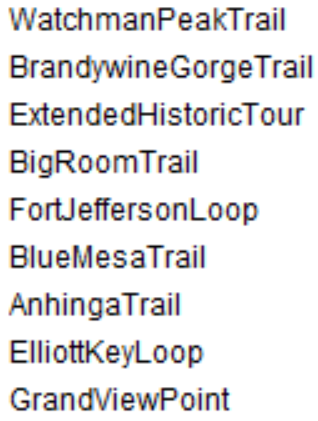 WatchmanPeakTrail
BrandywineGorgeTrail
ExtendedHistoricTour
BigRoomTrail
FortJeffersonLoop
BlueMesaTrail
AnhingaTrail
ElliottKeyLoop
GrandViewPoint